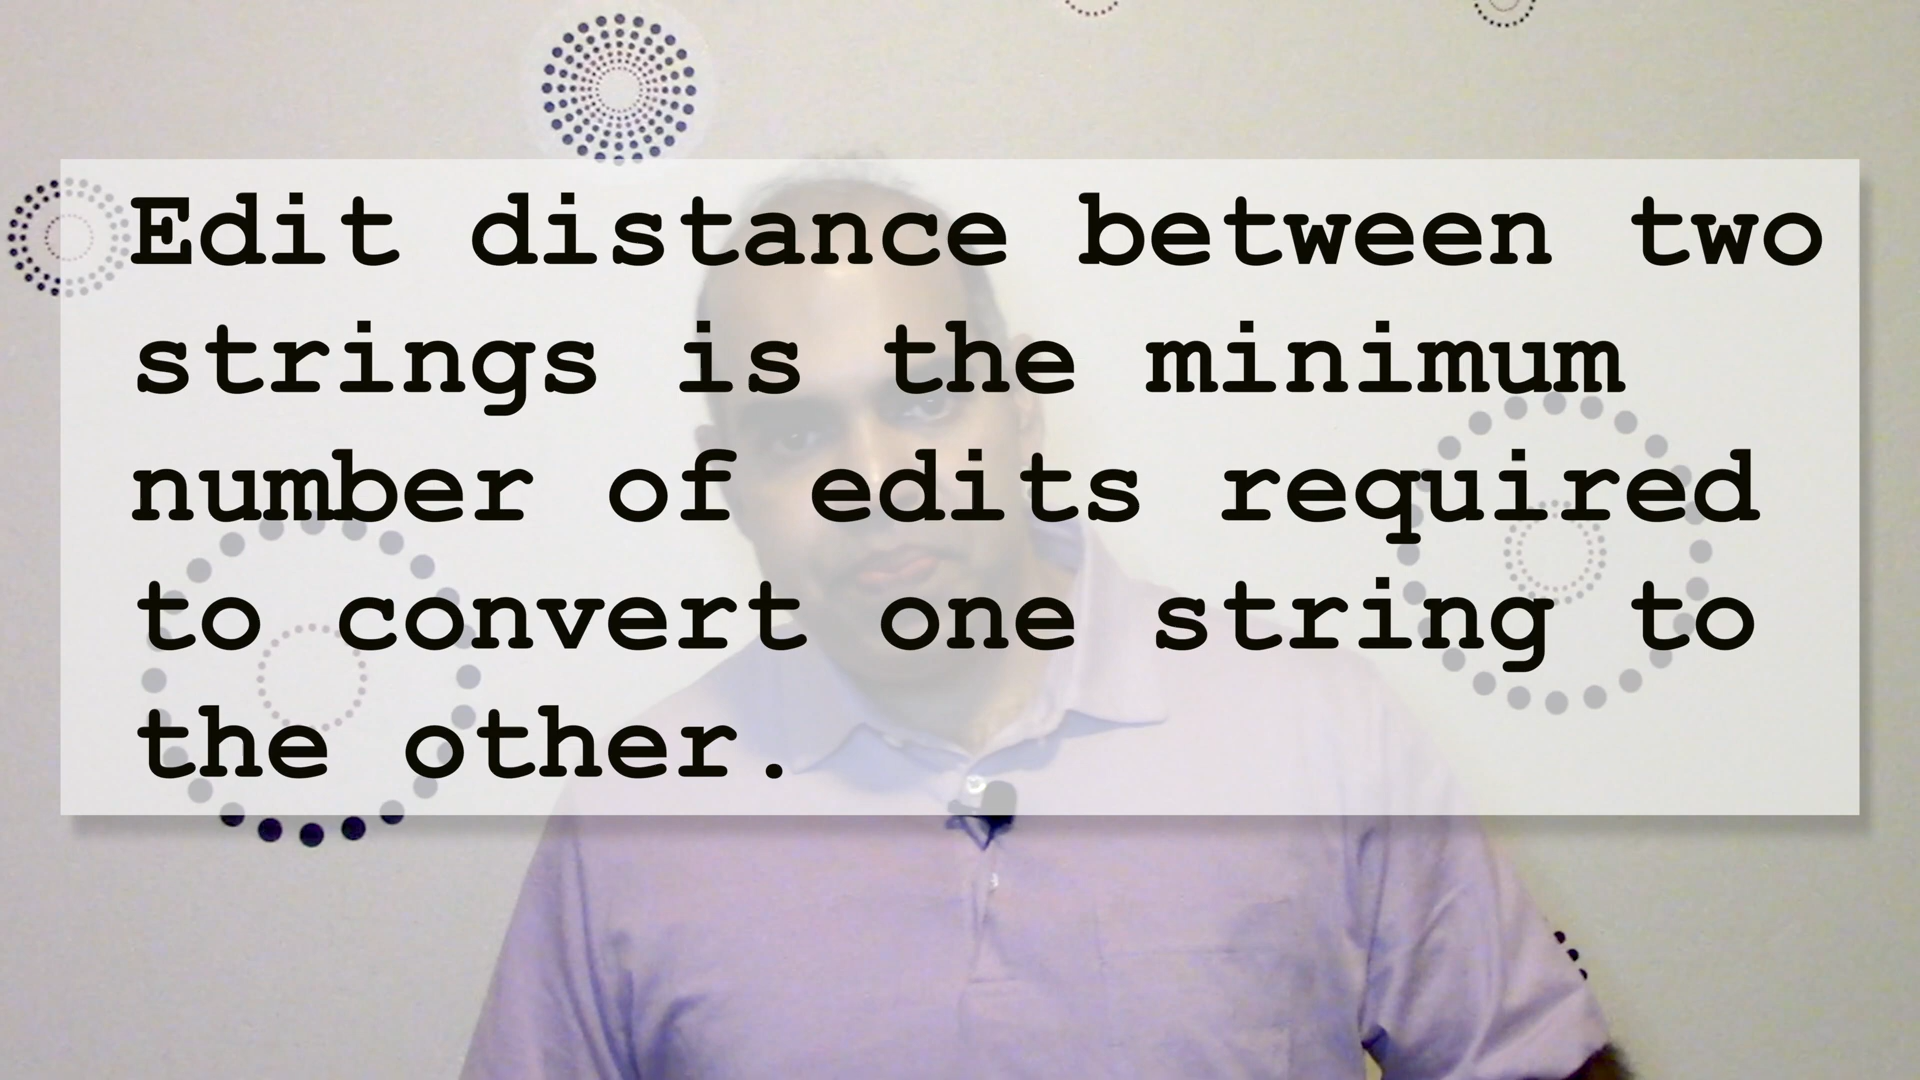 Edit distance between two
strings is the minimum
number of edits required
to convert one string to
the other.